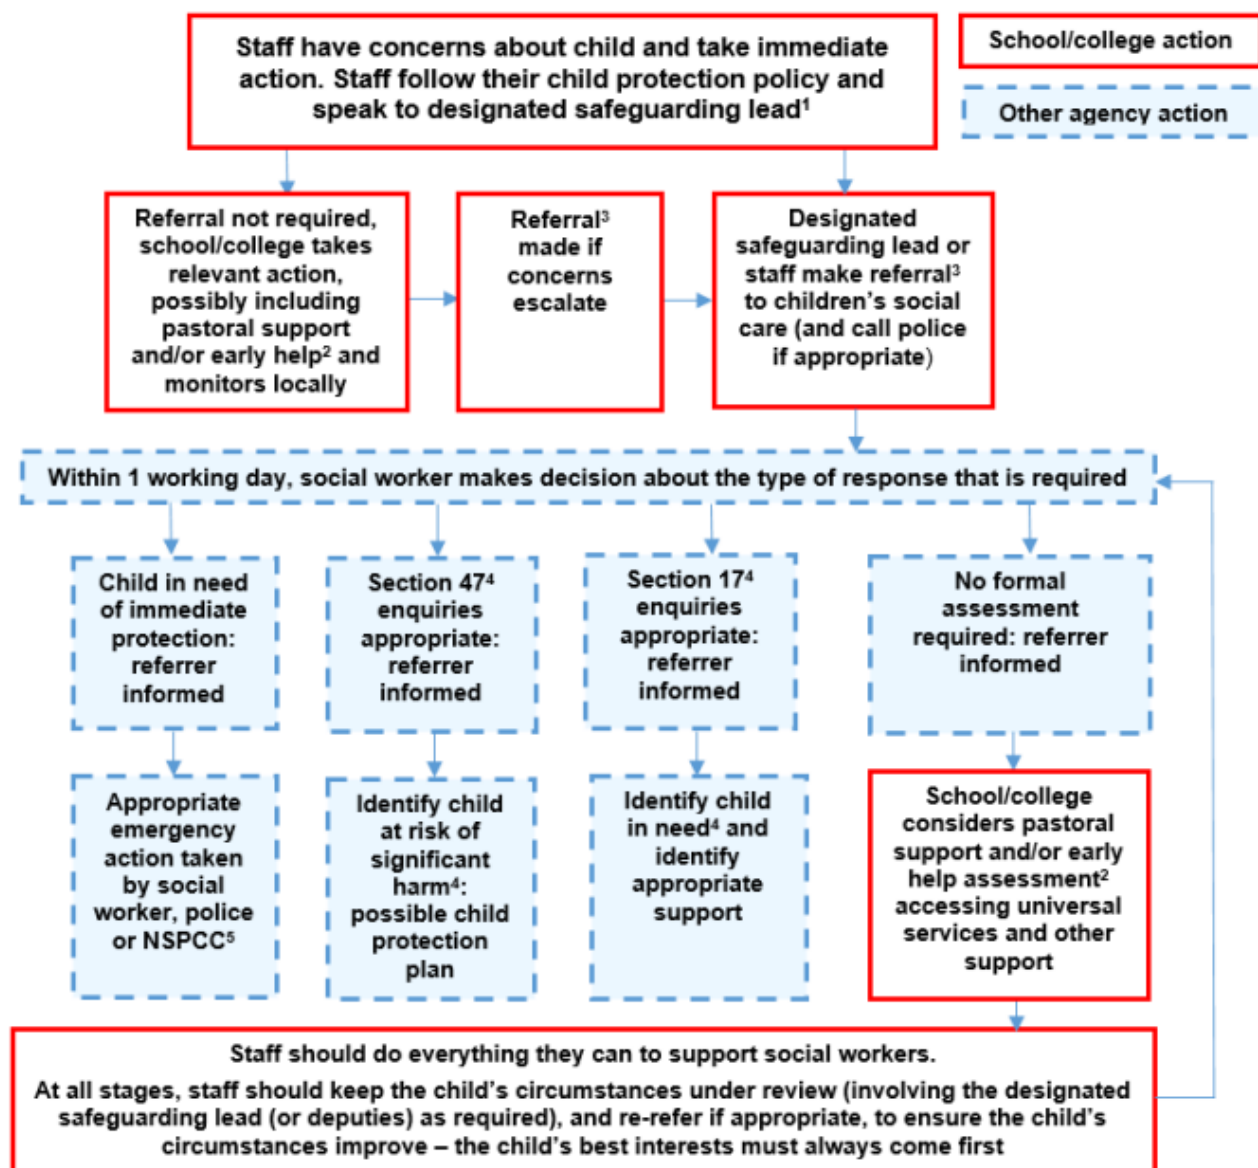 Staff have concerns about child and take immediate
action. Staff follow their child protection policy and
speak to designated safeguarding lead¹
School/college action
Other agency action
Referral not required,
school/college takes
relevant action,
possibly including
pastoral support
and/or early help² and
monitors locally
Referral³
made if
concerns
escalate
Designated
safeguarding lead or
staff make referral³
to children's social
care (and call police
if appropriate)
Within 1 working day, social worker makes decision about the type of response that is required
Child in need
of immediate
protection:
referrer
informed
Section 47⁴
enquiries
appropriate:
referrer
informed
Section 17⁴
enquiries
appropriate:
referrer
informed
No formal
assessment
required: referrer
informed
Appropriate
emergency
action taken
by social
worker, police
or NSPCC⁵
Identify child
at risk of
significant
harm⁴:
possible child
protection
plan
Identify child
in need⁴ and
identify
appropriate
support
School/college
considers pastoral
support and/or early
help assessment²
accessing universal
services and other
support
Staff should do everything they can to support social workers.
At all stages, staff should keep the child's circumstances under review (involving the designated
safeguarding lead (or deputies) as required), and re-refer if appropriate, to ensure the child's
circumstances improve – the child's best interests must always come first